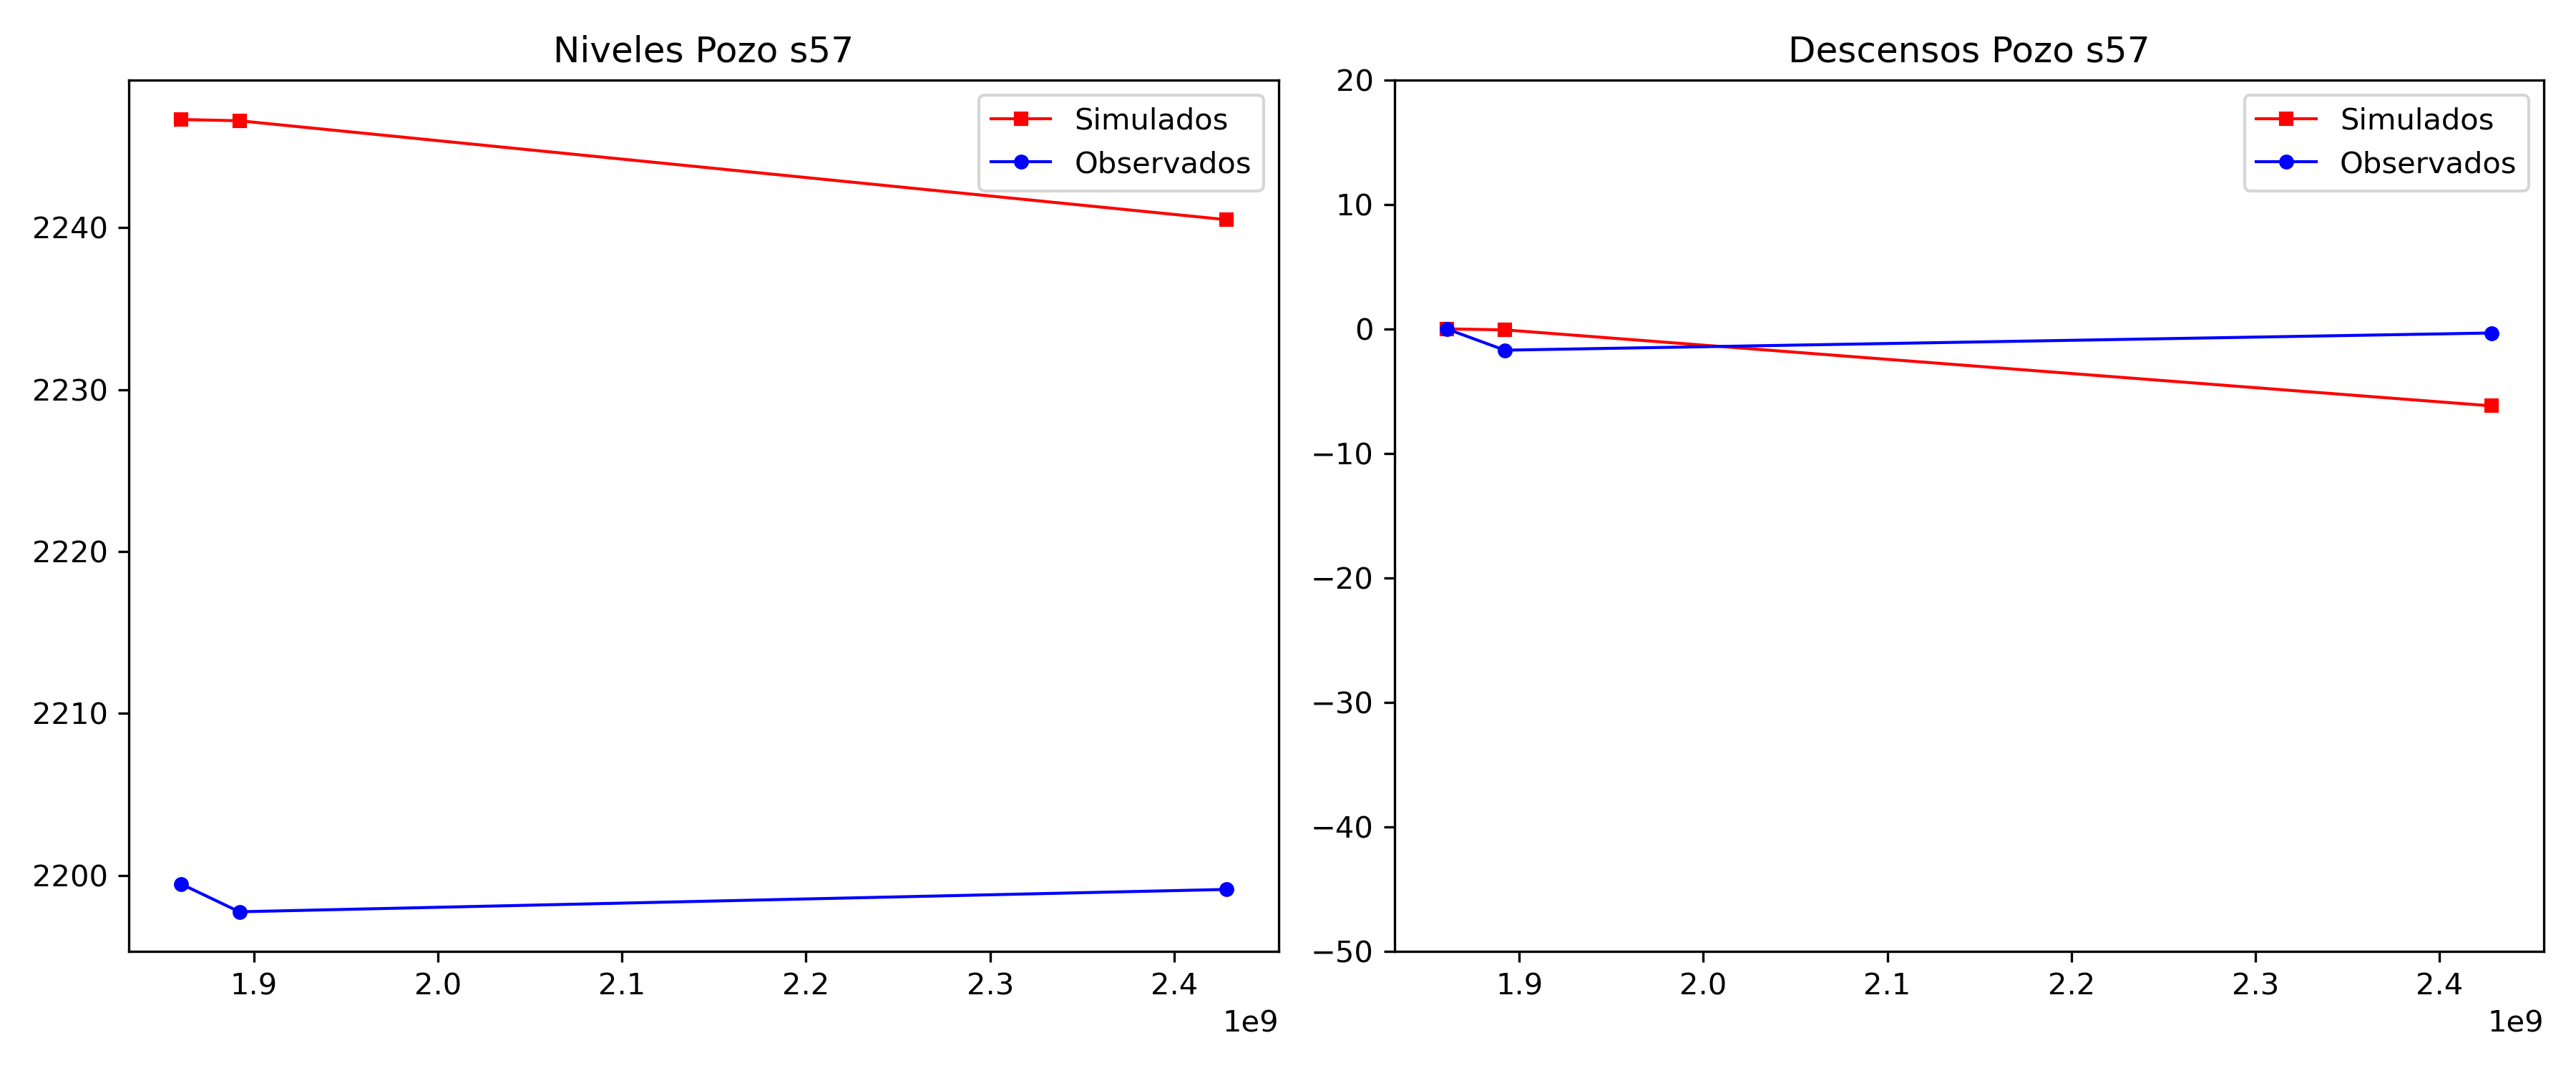 Niveles Pozo s57
Simulados
Observados
2240
2230
2220
2210
2200
1.9 2.0 2.1 2.2 2.3 2.4
1e9
Descensos Pozo s57
Simulados
Observados
20
10
0
−10
−20
−30
−40
−50
1.9 2.0 2.1 2.2 2.3 2.4
1e9